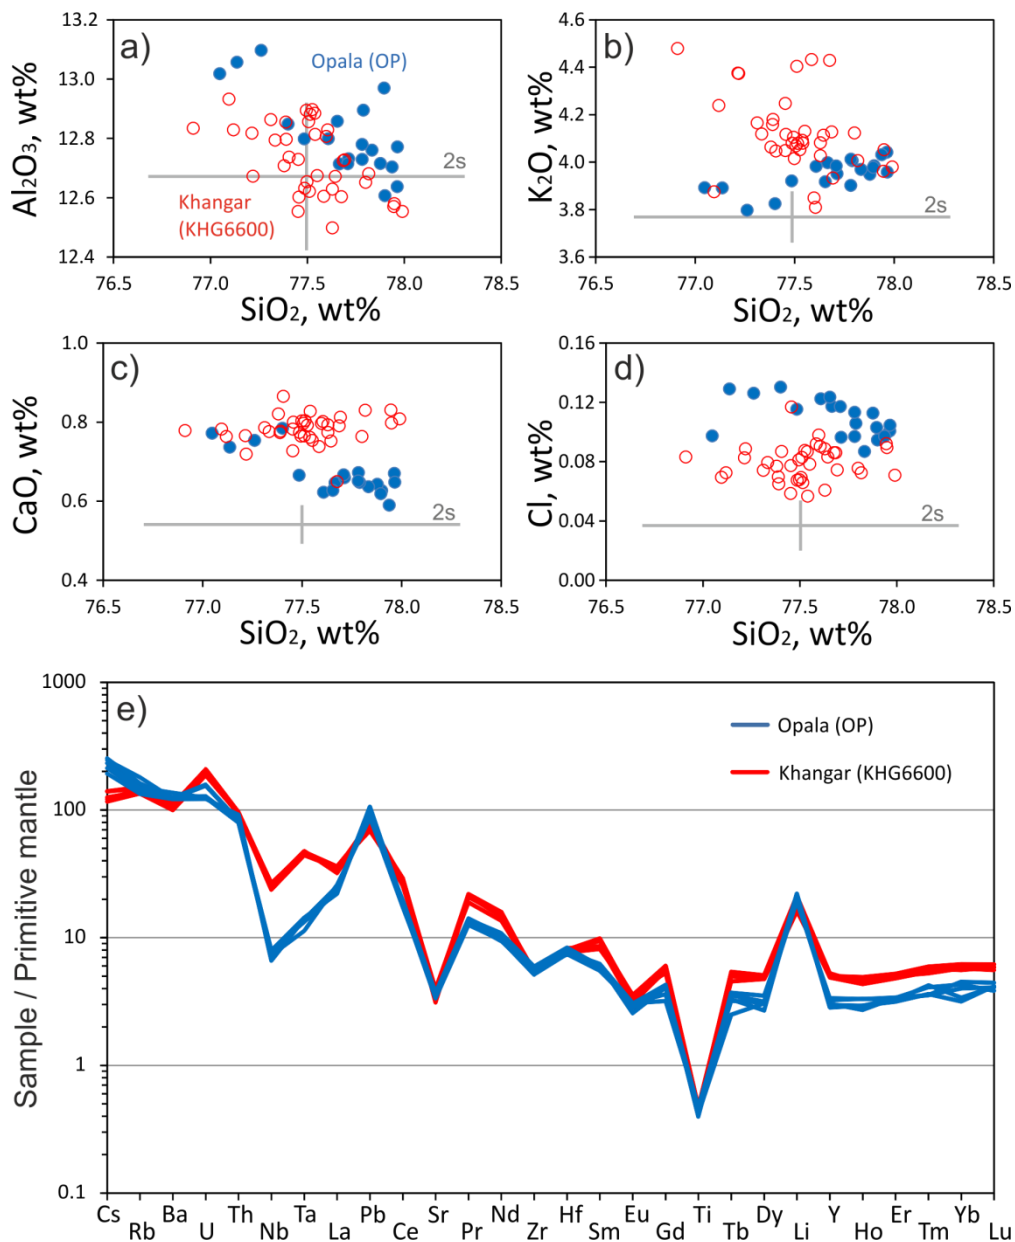 a)
Al₂O₃, wt%
13.2
13.0
12.8
12.6
12.4
Opala (OP)
Khangar
(KHG6600)
2s
76.5 77.0 77.5 78.0 78.5
SiO₂, wt%
b)
K₂O, wt%
4.6
4.4
4.2
4.0
3.8
3.6
2s
76.5 77.0 77.5 78.0 78.5
SiO₂, wt%
c)
CaO, wt%
1.0
0.8
0.6
0.4
2s
76.5 77.0 77.5 78.0 78.5
SiO₂, wt%
d)
Cl, wt%
0.16
0.12
0.08
0.04
0.00
2s
76.5 77.0 77.5 78.0 78.5
SiO₂, wt%
e)
Sample / Primitive mantle
1000
100
10
1
0.1
Opala (OP)
Khangar (KHG6600)
Cs Rb Ba U Th Nb Ta La Pb Ce Sr Pr Nd Zr Hf Sm Eu Gd Ti Tb Dy Li Y Ho Er Tm Yb Lu